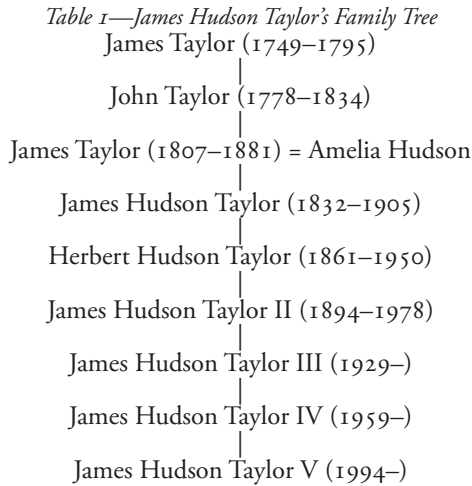 Table 1—James Hudson Taylor's Family Tree
James Taylor (1749–1795)
John Taylor (1778–1834)
James Taylor (1807–1881) = Amelia Hudson
James Hudson Taylor (1832–1905)
Herbert Hudson Taylor (1861–1950)
James Hudson Taylor II (1894–1978)
James Hudson Taylor III (1929–)
James Hudson Taylor IV (1959–)
James Hudson Taylor V (1994–)